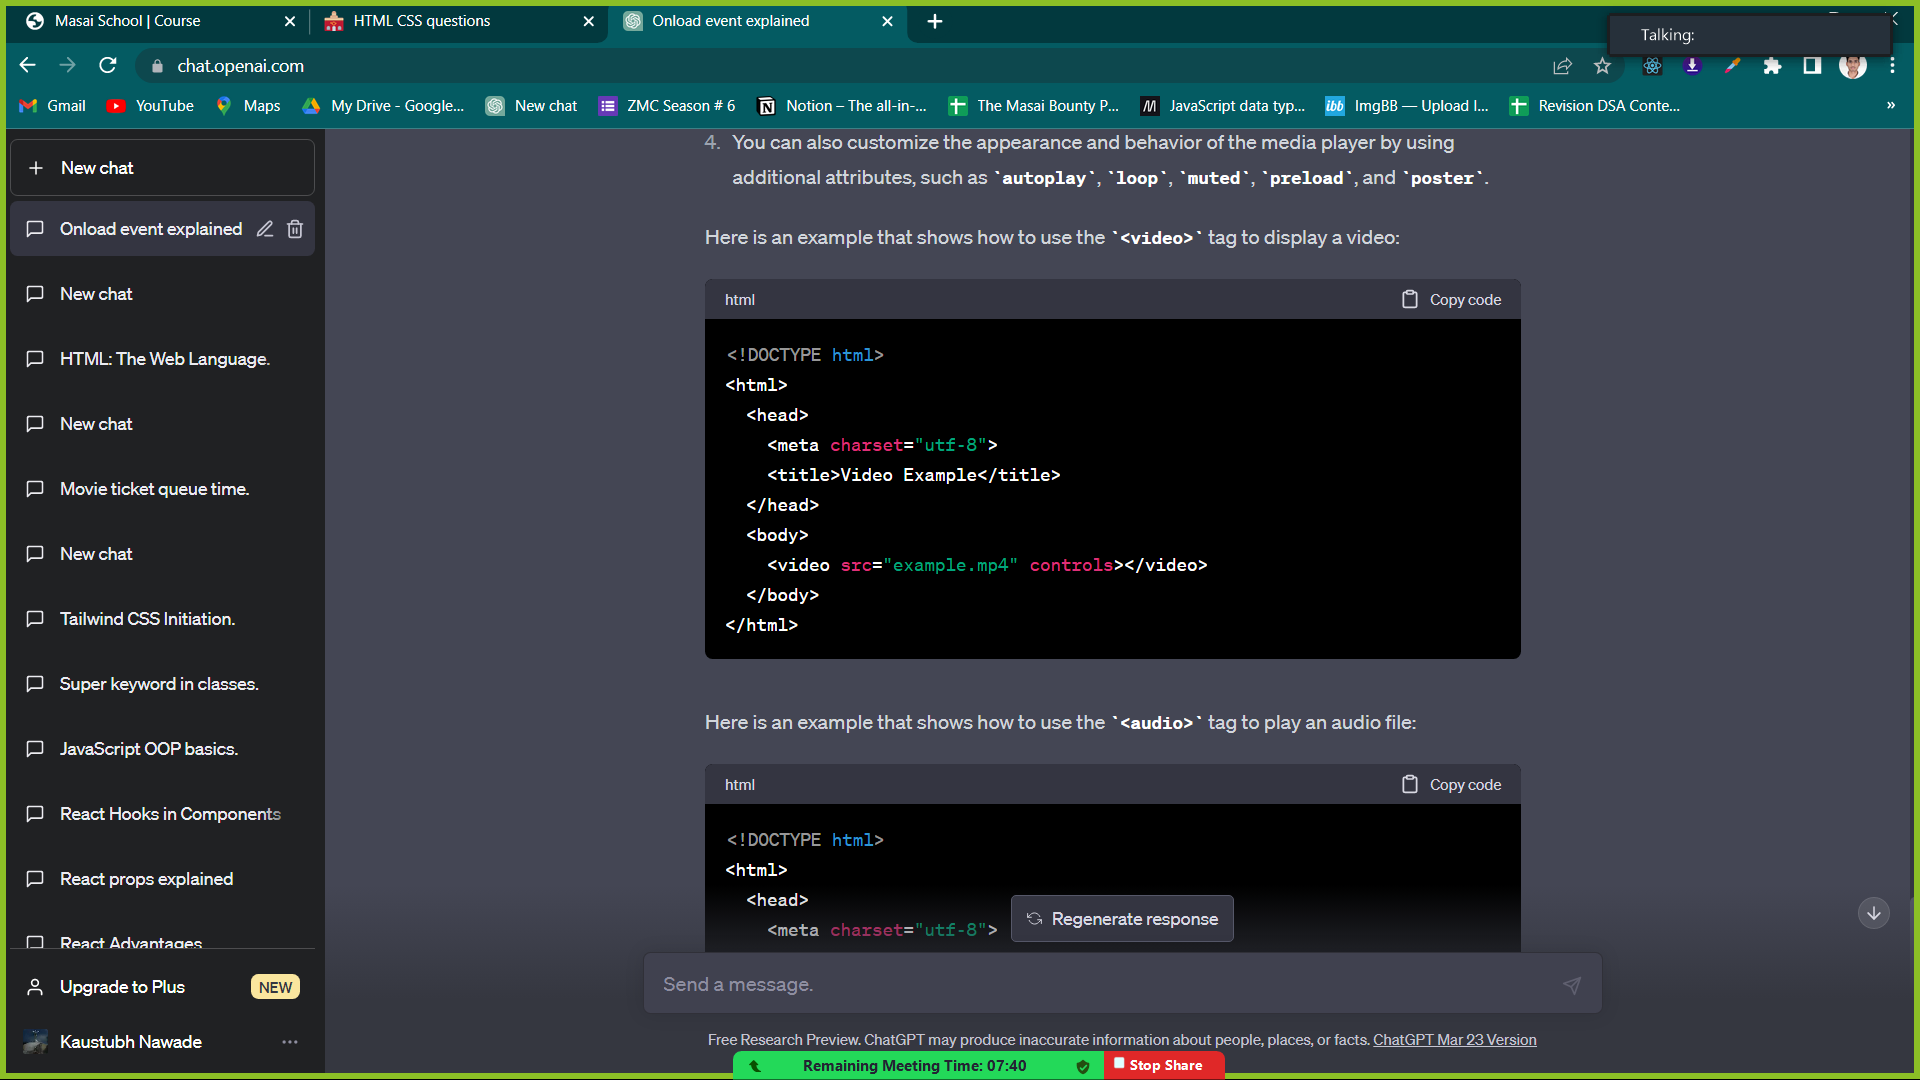 Masai School | Course
HTML CSS questions
Onload event explained
Talking:
chat.openai.com
Gmail
YouTube
Maps
My Drive - Google...
New chat
ZMC Season # 6
Notion – The all-in-...
The Masai Bounty P...
JavaScript data typ...
ibb
ImgBB — Upload I...
Revision DSA Conte...
»
New chat
Onload event explained
New chat
HTML: The Web Language.
New chat
Movie ticket queue time.
New chat
Tailwind CSS Initiation.
Super keyword in classes.
JavaScript OOP basics.
React Hooks in Components
React props explained
React Advantages
Upgrade to Plus
NEW
Kaustubh Nawade
4. You can also customize the appearance and behavior of the media player by using
additional attributes, such as `autoplay`, `loop`, `muted`, `preload`, and `poster`.
Here is an example that shows how to use the `<video>` tag to display a video:
html
Copy code
<!DOCTYPE html>
<html>
<head>
<meta charset="utf-8">
<title>Video Example</title>
</head>
<body>
<video src="example.mp4" controls></video>
</body>
</html>
Here is an example that shows how to use the `<audio>` tag to play an audio file:
html
Copy code
<!DOCTYPE html>
<html>
<head>
<meta charset="utf-8">
Regenerate response
Send a message.
Free Research Preview. ChatGPT may produce inaccurate information about people, places, or facts. ChatGPT Mar 23 Version
Remaining Meeting Time: 07:40
Stop Share